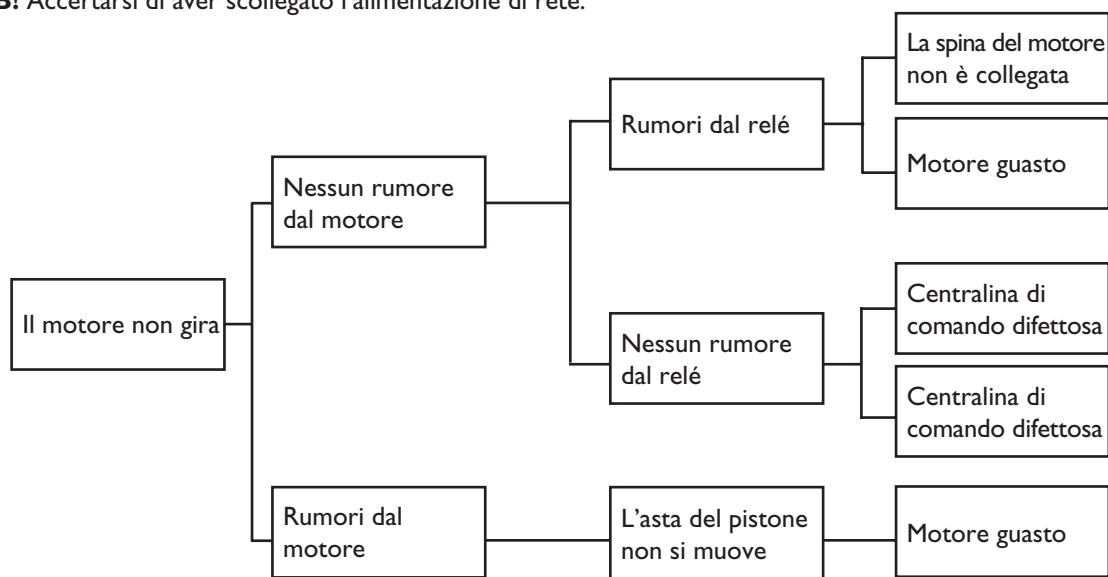 B! Accertarsi di aver scollegato l'alimentazione di rete.
La spina del motore
non è collegata
Rumori dal relé
Motore guasto
Nessun rumore
dal motore
Il motore non gira
Centralina di
comando difettosa
Nessun rumore
dal relé
Centralina di
comando difettosa
Rumori dal
motore
L'asta del pistone
non si muove
Motore guasto